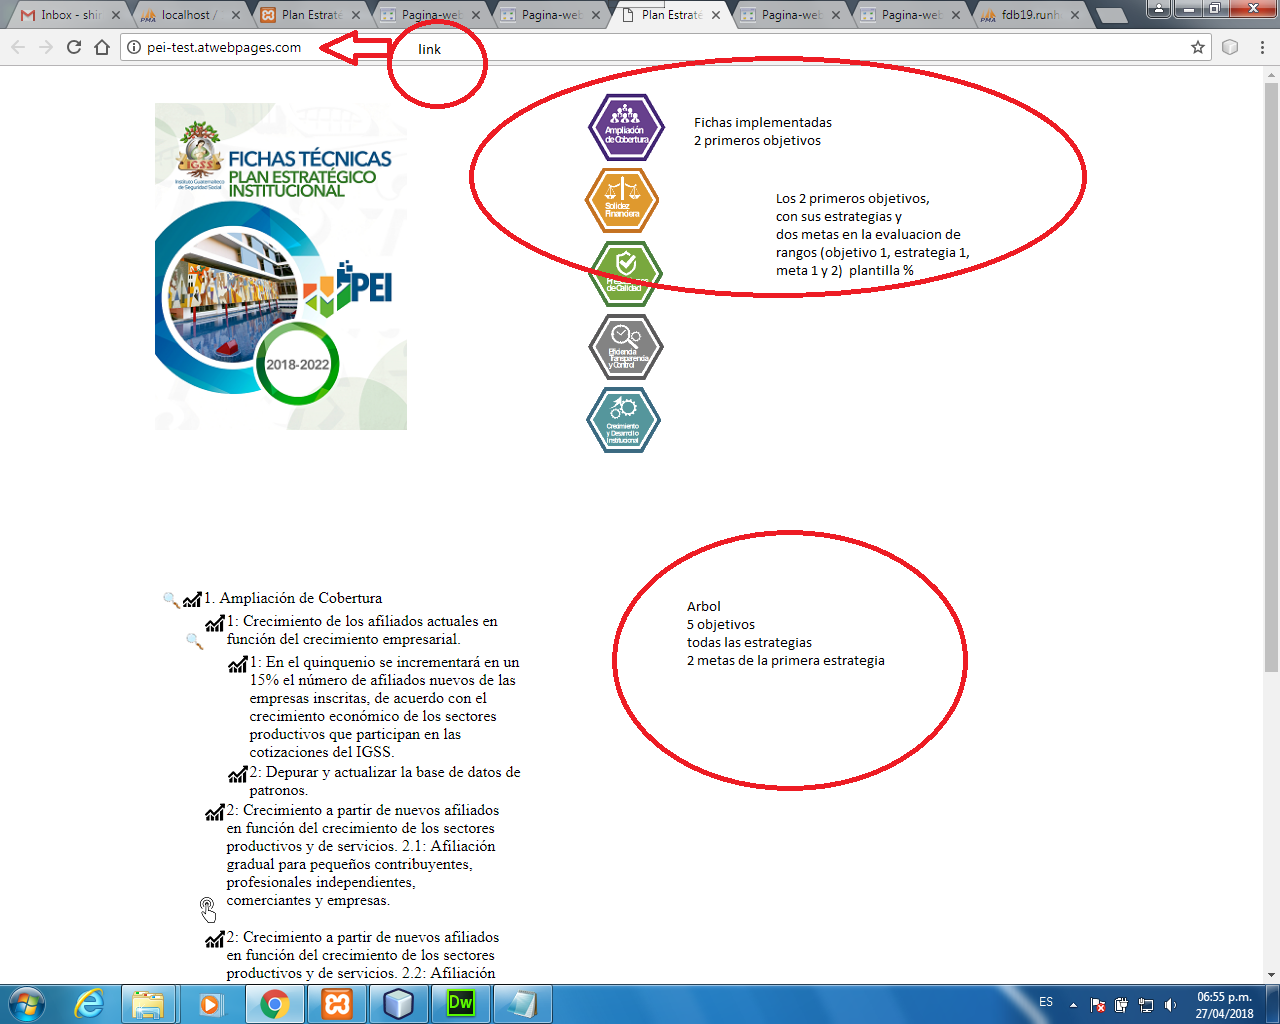 Inbox - shir
localhost /
Plan Estraté
Pagina-web
Pagina-web
Plan Estraté
Pagina-web
Pagina-web
fdb19.runh
pei-test.atwebpages.com
link
IGSS
Instituto Guatemalteco
de Seguridad Social
FICHAS TÉCNICAS
PLAN ESTRATÉGICO
INSTITUCIONAL
PEI
2018-2022
Ampliación
de Cobertura
Solidez
Financiera
de Calidad
Eficiencia
Transparencia
y Control
Crecimiento
y Desarrollo
Institucional
Fichas implementadas
2 primeros objetivos
Los 2 primeros objetivos,
con sus estrategias y
dos metas en la evaluacion de
rangos (objetivo 1, estrategia 1,
meta 1 y 2) plantilla %
1. Ampliación de Cobertura
1: Crecimiento de los afiliados actuales en
función del crecimiento empresarial.
1: En el quinquenio se incrementará en un
15% el número de afiliados nuevos de las
empresas inscritas, de acuerdo con el
crecimiento económico de los sectores
productivos que participan en las
cotizaciones del IGSS.
2: Depurar y actualizar la base de datos de
patronos.
2: Crecimiento a partir de nuevos afiliados
en función del crecimiento de los sectores
productivos y de servicios. 2.1: Afiliación
gradual para pequeños contribuyentes,
profesionales independientes,
comerciantes y empresas.
2: Crecimiento a partir de nuevos afiliados
en función del crecimiento de los sectores
productivos y de servicios. 2.2: Afiliación
Arbol
5 objetivos
todas las estrategias
2 metas de la primera estrategia
Dw
ES
06:55 p.m.
27/04/2018